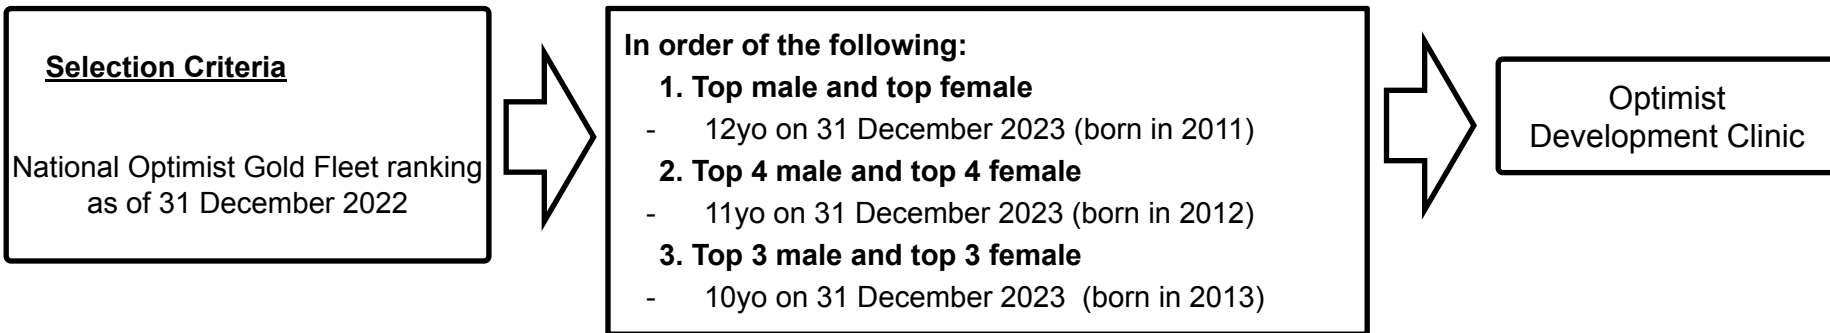 Selection Criteria
National Optimist Gold Fleet ranking
as of 31 December 2022
In order of the following:
1. Top male and top female
- 12yo on 31 December 2023 (born in 2011)
2. Top 4 male and top 4 female
- 11yo on 31 December 2023 (born in 2012)
3. Top 3 male and top 3 female
- 10yo on 31 December 2023 (born in 2013)
Optimist
Development Clinic